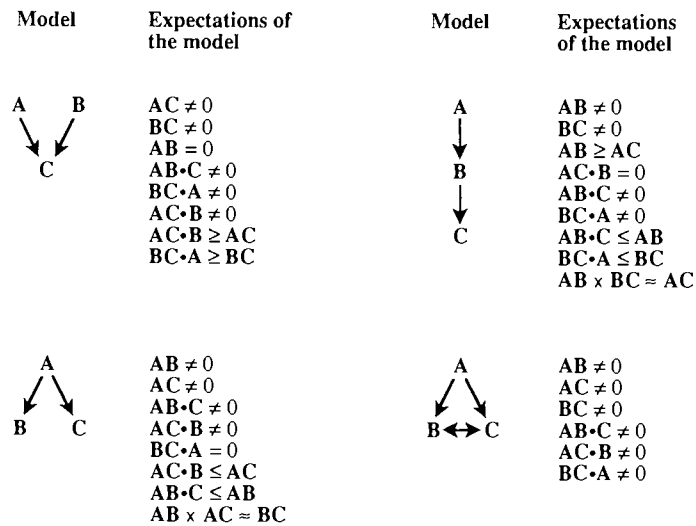 Model
Expectations of
the model
A B
C
AC ≠ 0
BC ≠ 0
AB = 0
AB•C ≠ 0
BC•A ≠ 0
AC•B ≠ 0
AC•B ≥ AC
BC•A ≥ BC
Model
Expectations
of the model
A
B
C
AB ≠ 0
BC ≠ 0
AB ≥ AC
AC•B = 0
AB•C ≠ 0
BC•A ≠ 0
AB•C ≤ AB
BC•A ≤ BC
AB x BC ≈ AC
A
B C
AB ≠ 0
AC ≠ 0
AB•C ≠ 0
AC•B ≠ 0
BC•A = 0
AC•B ≤ AC
AB•C ≤ AB
AB x AC ≈ BC
A
B C
AB ≠ 0
AC ≠ 0
BC ≠ 0
AB•C ≠ 0
AC•B ≠ 0
BC•A ≠ 0